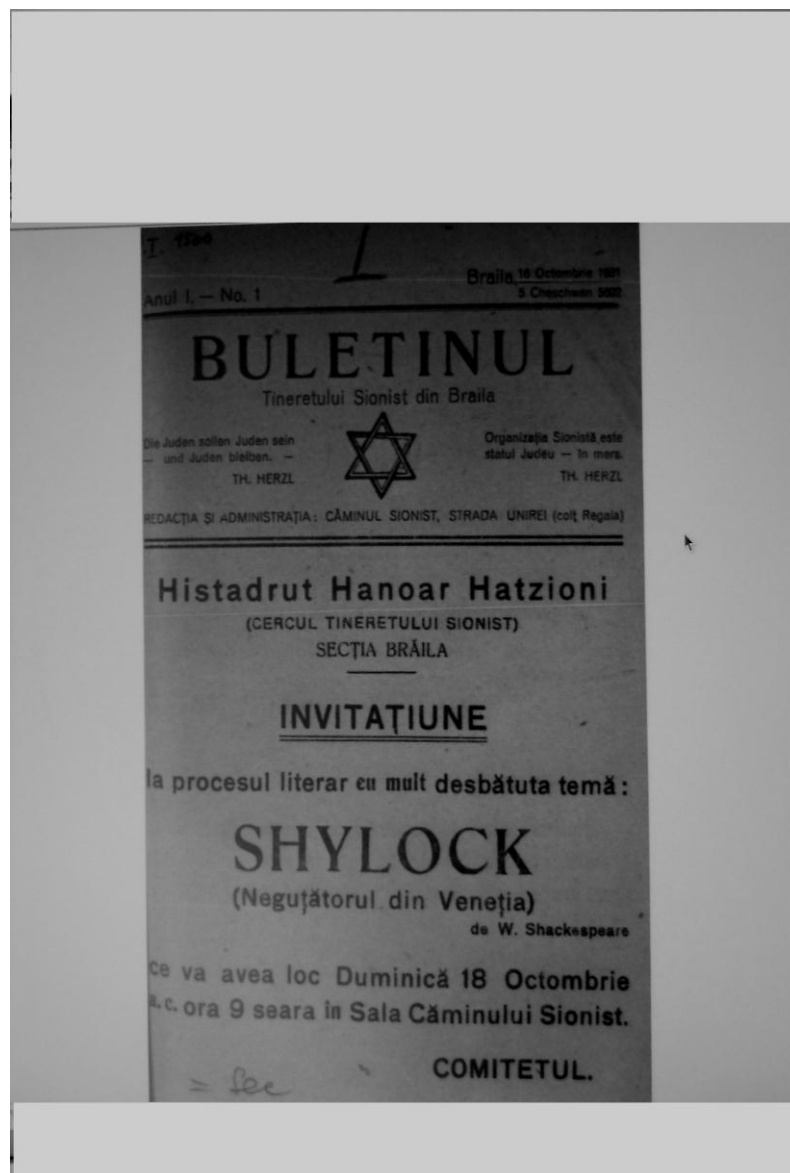 I. 1500
I
Anul I. — No. 1
Braila, 16 Octombrie 1931
5 Cheschwan 5692
BULETINUL
Tineretului Sionist din Braila
Die Juden sollen Juden sein
— und Juden bleiben. —
TH. HERZL
Organizația Sionistă este
statul Judeu — în mers.
TH. HERZL
REDACȚIA ȘI ADMINISTRAȚIA: CĂMINUL SIONIST, STRADA UNIREI (colț Regala)
Histadrut Hanoar Hatzioni
(CERCUL TINERETULUI SIONIST)
SECȚIA BRĂILA
INVITAȚIUNE
la procesul literar cu mult desbătuta temă:
SHYLOCK
(Neguțătorul din Veneția)
de W. Shackespeare
ce va avea loc Duminică 18 Octombrie
a. c. ora 9 seara în Sala Căminului Sionist.
COMITETUL.